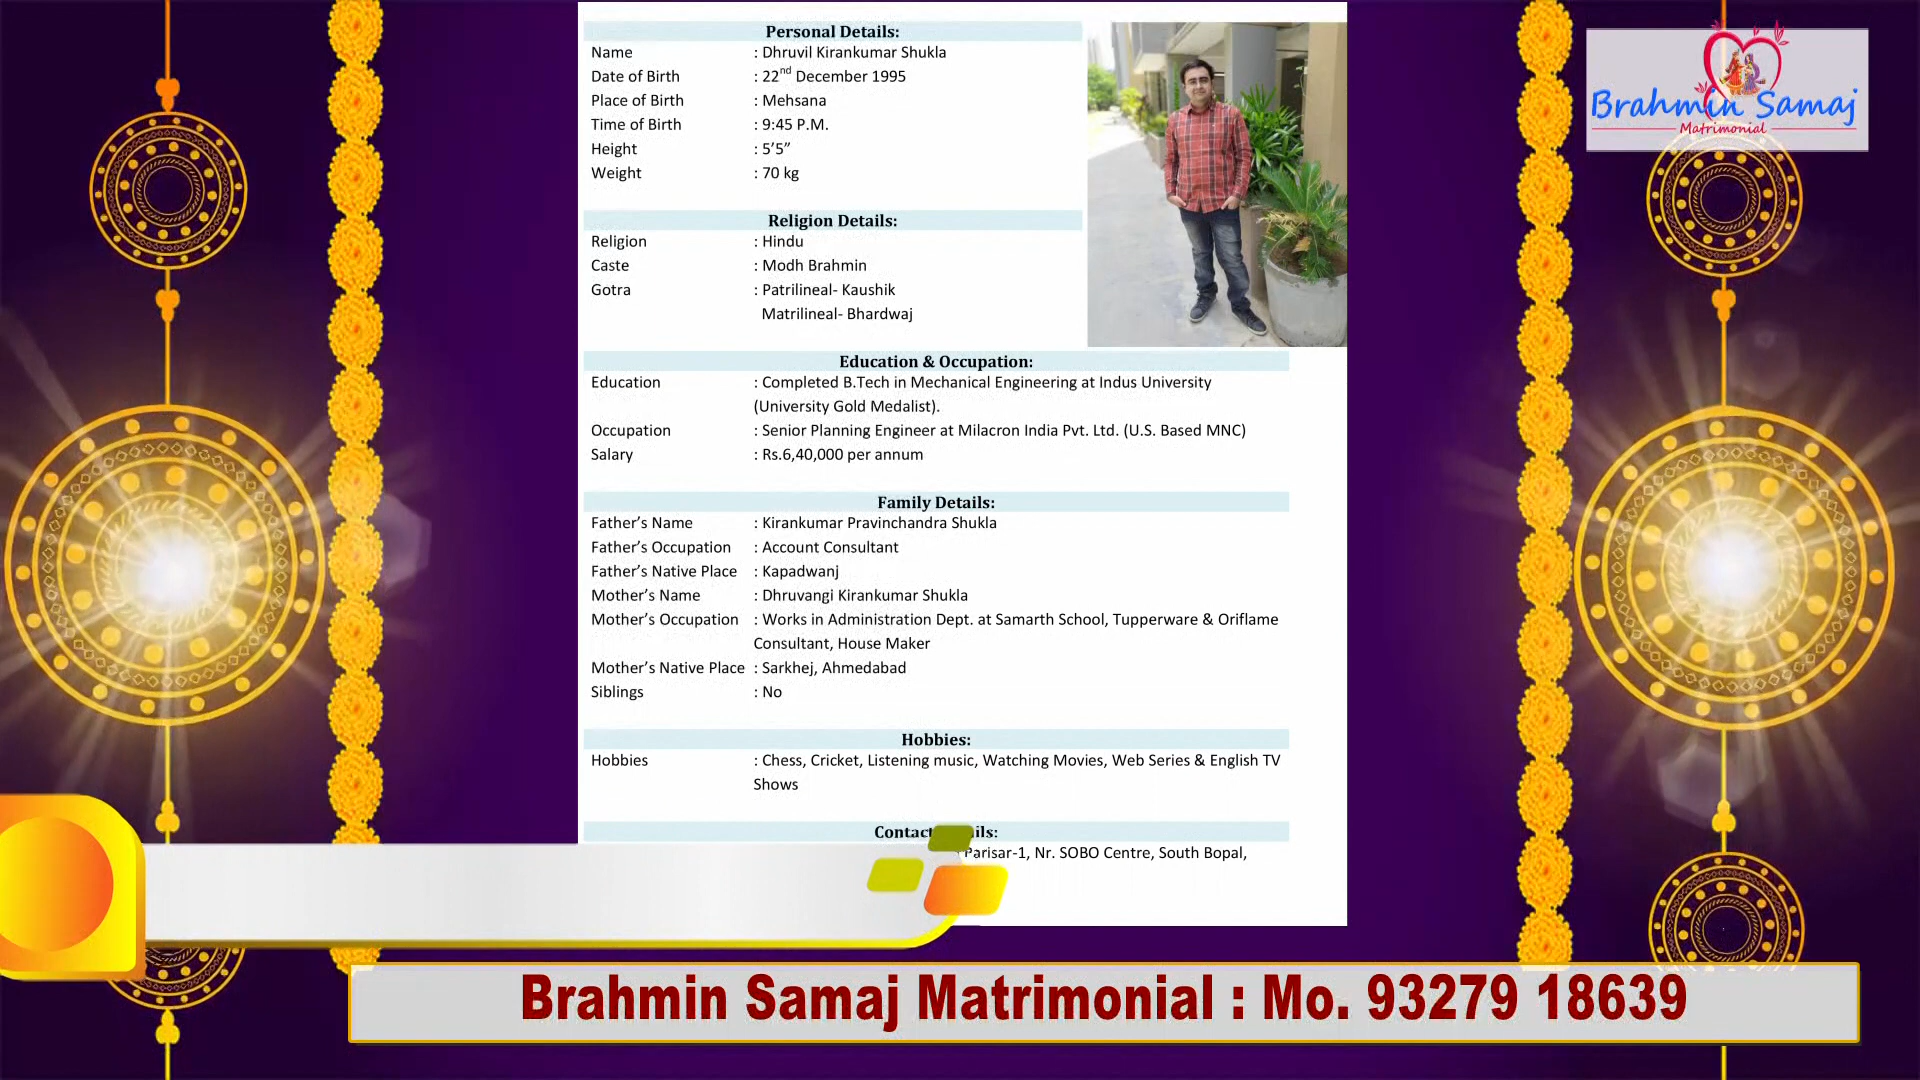 Personal Details:
Name : Dhruvil Kirankumar Shukla
Date of Birth : 22nd December 1995
Place of Birth : Mehsana
Time of Birth : 9:45 P.M.
Height : 5’5”
Weight : 70 kg
Religion Details:
Religion : Hindu
Caste : Modh Brahmin
Gotra : Patrilineal- Kaushik
Matrilineal- Bhardwaj
Education & Occupation:
Education : Completed B.Tech in Mechanical Engineering at Indus University
(University Gold Medalist).
Occupation : Senior Planning Engineer at Milacron India Pvt. Ltd. (U.S. Based MNC)
Salary : Rs.6,40,000 per annum
Family Details:
Father’s Name : Kirankumar Pravinchandra Shukla
Father’s Occupation : Account Consultant
Father’s Native Place : Kapadwanj
Mother’s Name : Dhruvangi Kirankumar Shukla
Mother’s Occupation : Works in Administration Dept. at Samarth School, Tupperware & Oriflame
Consultant, House Maker
Mother’s Native Place : Sarkhej, Ahmedabad
Siblings : No
Hobbies:
Hobbies : Chess, Cricket, Listening music, Watching Movies, Web Series & English TV
Shows
Contact ils:
Parisar-1, Nr. SOBO Centre, South Bopal,
Brahmin Samaj
Matrimonial
Brahmin Samaj Matrimonial : Mo. 93279 18639